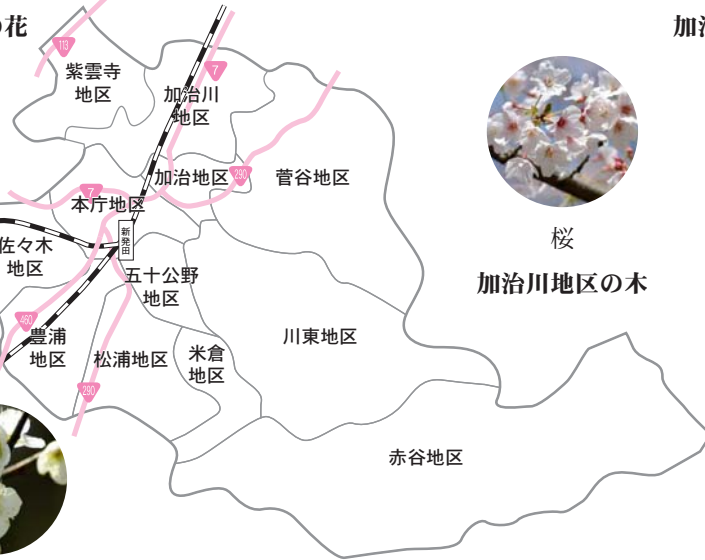 の花
加治
113
紫雲寺
地区
7
加治川
地区
加治地区
290
菅谷地区
7
本庁地区
新発田
佐々木
地区
五十公野
地区
桜
加治川地区の木
460
豊浦
地区
松浦地区
米倉
地区
川東地区
290
赤谷地区